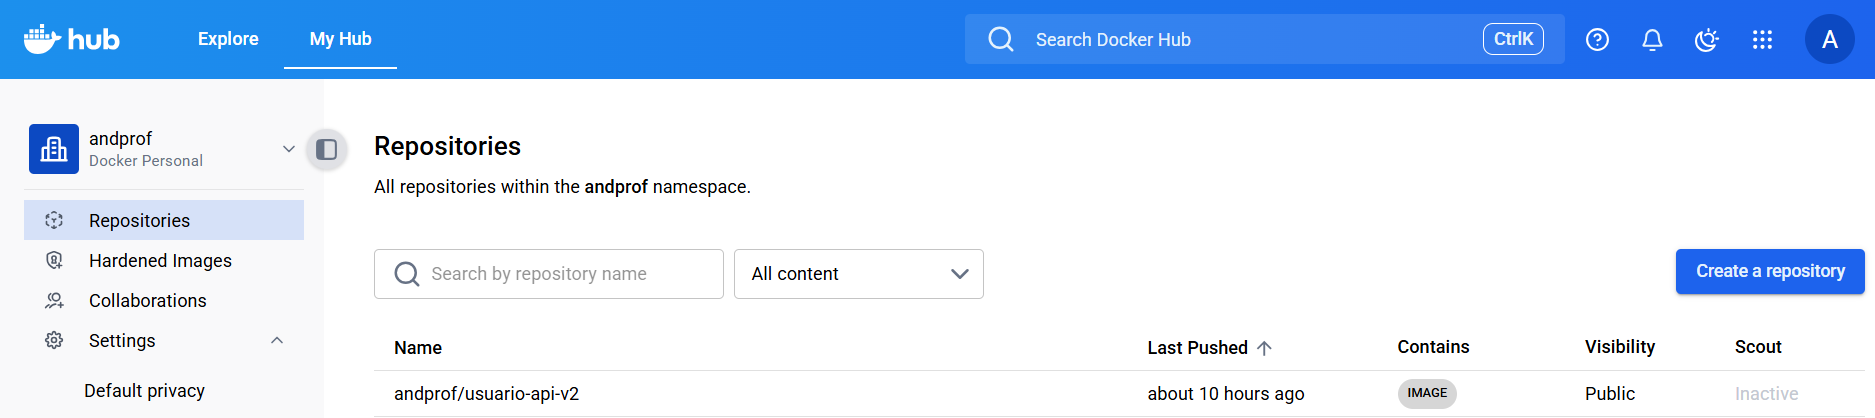 hub Explore My Hub Search Docker Hub CtrlK A
andprof
Docker Personal
Repositories
Hardened Images
Collaborations
Settings
Default privacy
Repositories
All repositories within the andprof namespace.
Search by repository name All content Create a repository
Name Last Pushed Contains Visibility Scout
andprof/usuario-api-v2 about 10 hours ago IMAGE Public Inactive